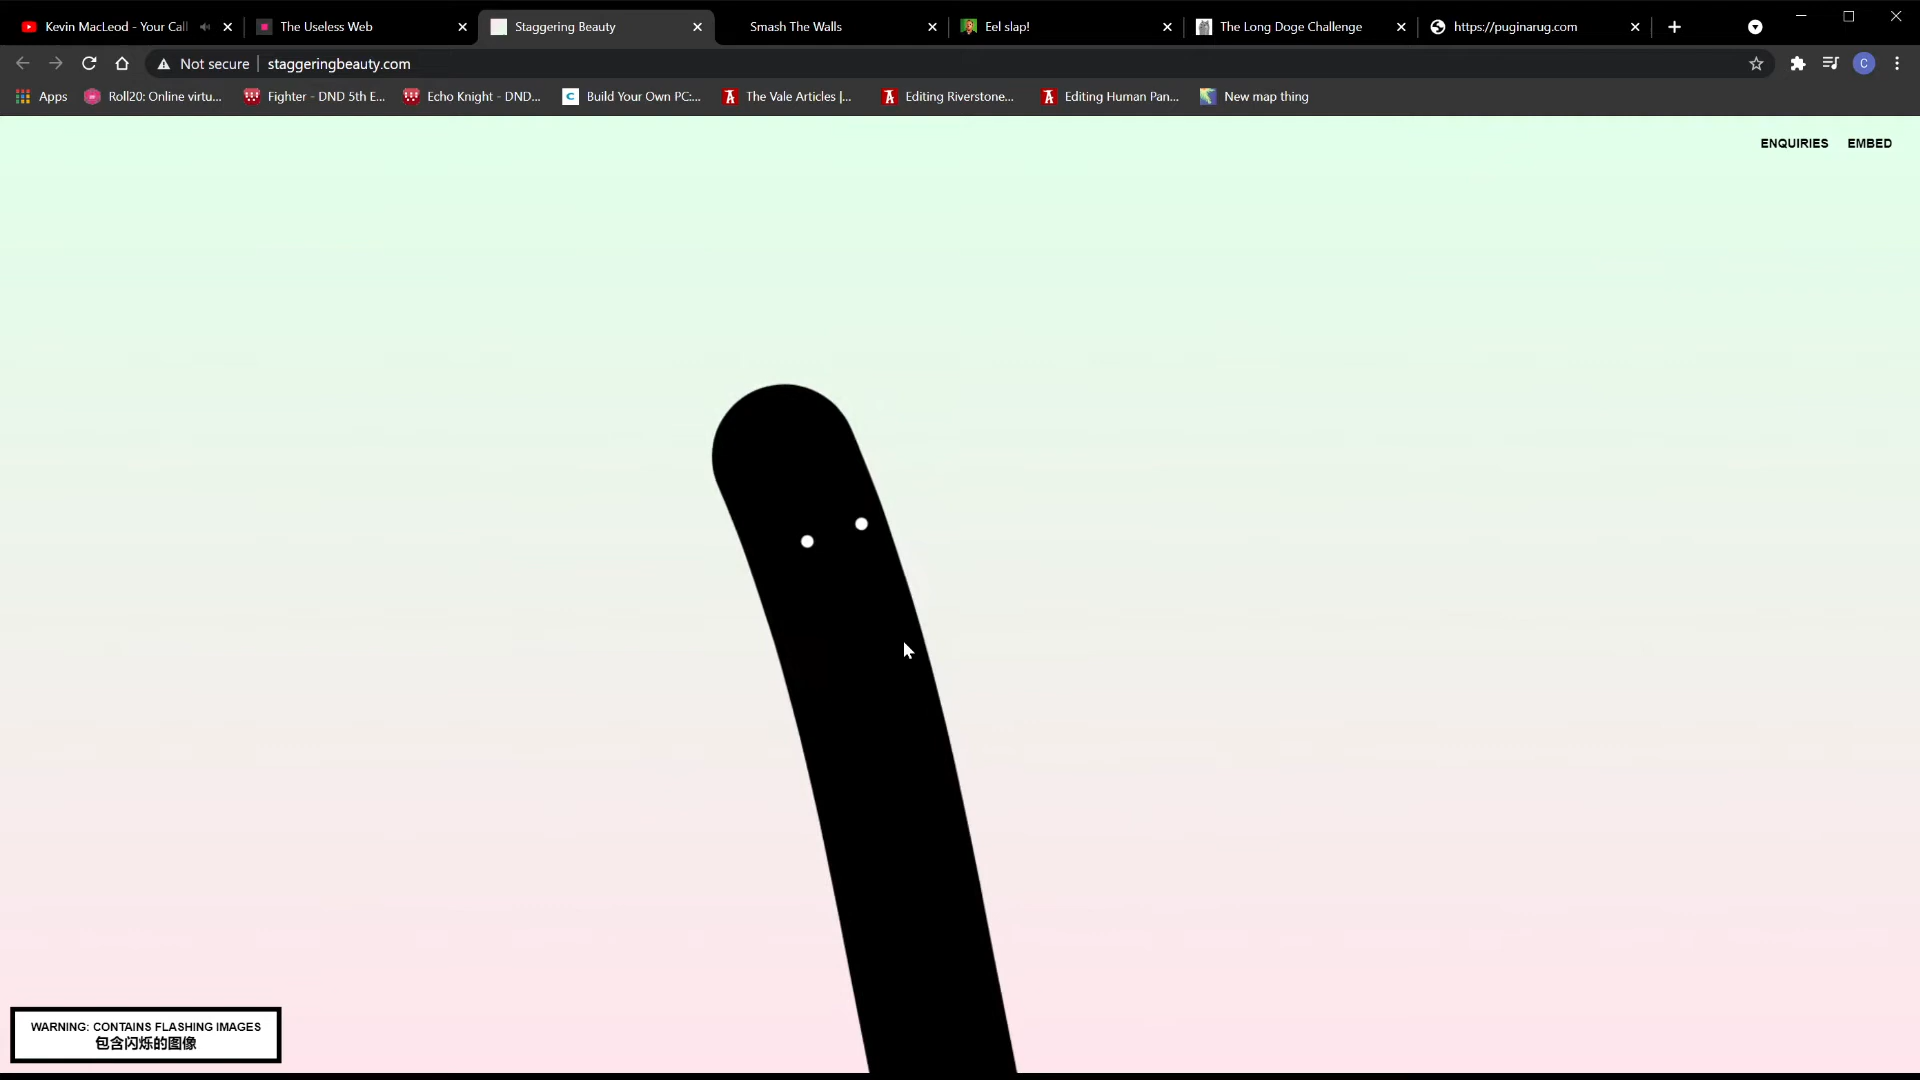 Kevin MacLeod - Your Call
The Useless Web
Staggering Beauty
Smash The Walls
Eel slap!
The Long Doge Challenge
https://puginarug.com
Not secure
staggeringbeauty.com
C
Apps
Roll20: Online virtu...
Fighter - DND 5th E...
Echo Knight - DND...
Build Your Own PC:...
The Vale Articles |...
Editing Riverstone...
Editing Human Pan...
New map thing
ENQUIRIES
EMBED
WARNING: CONTAINS FLASHING IMAGES
包含闪烁的图像